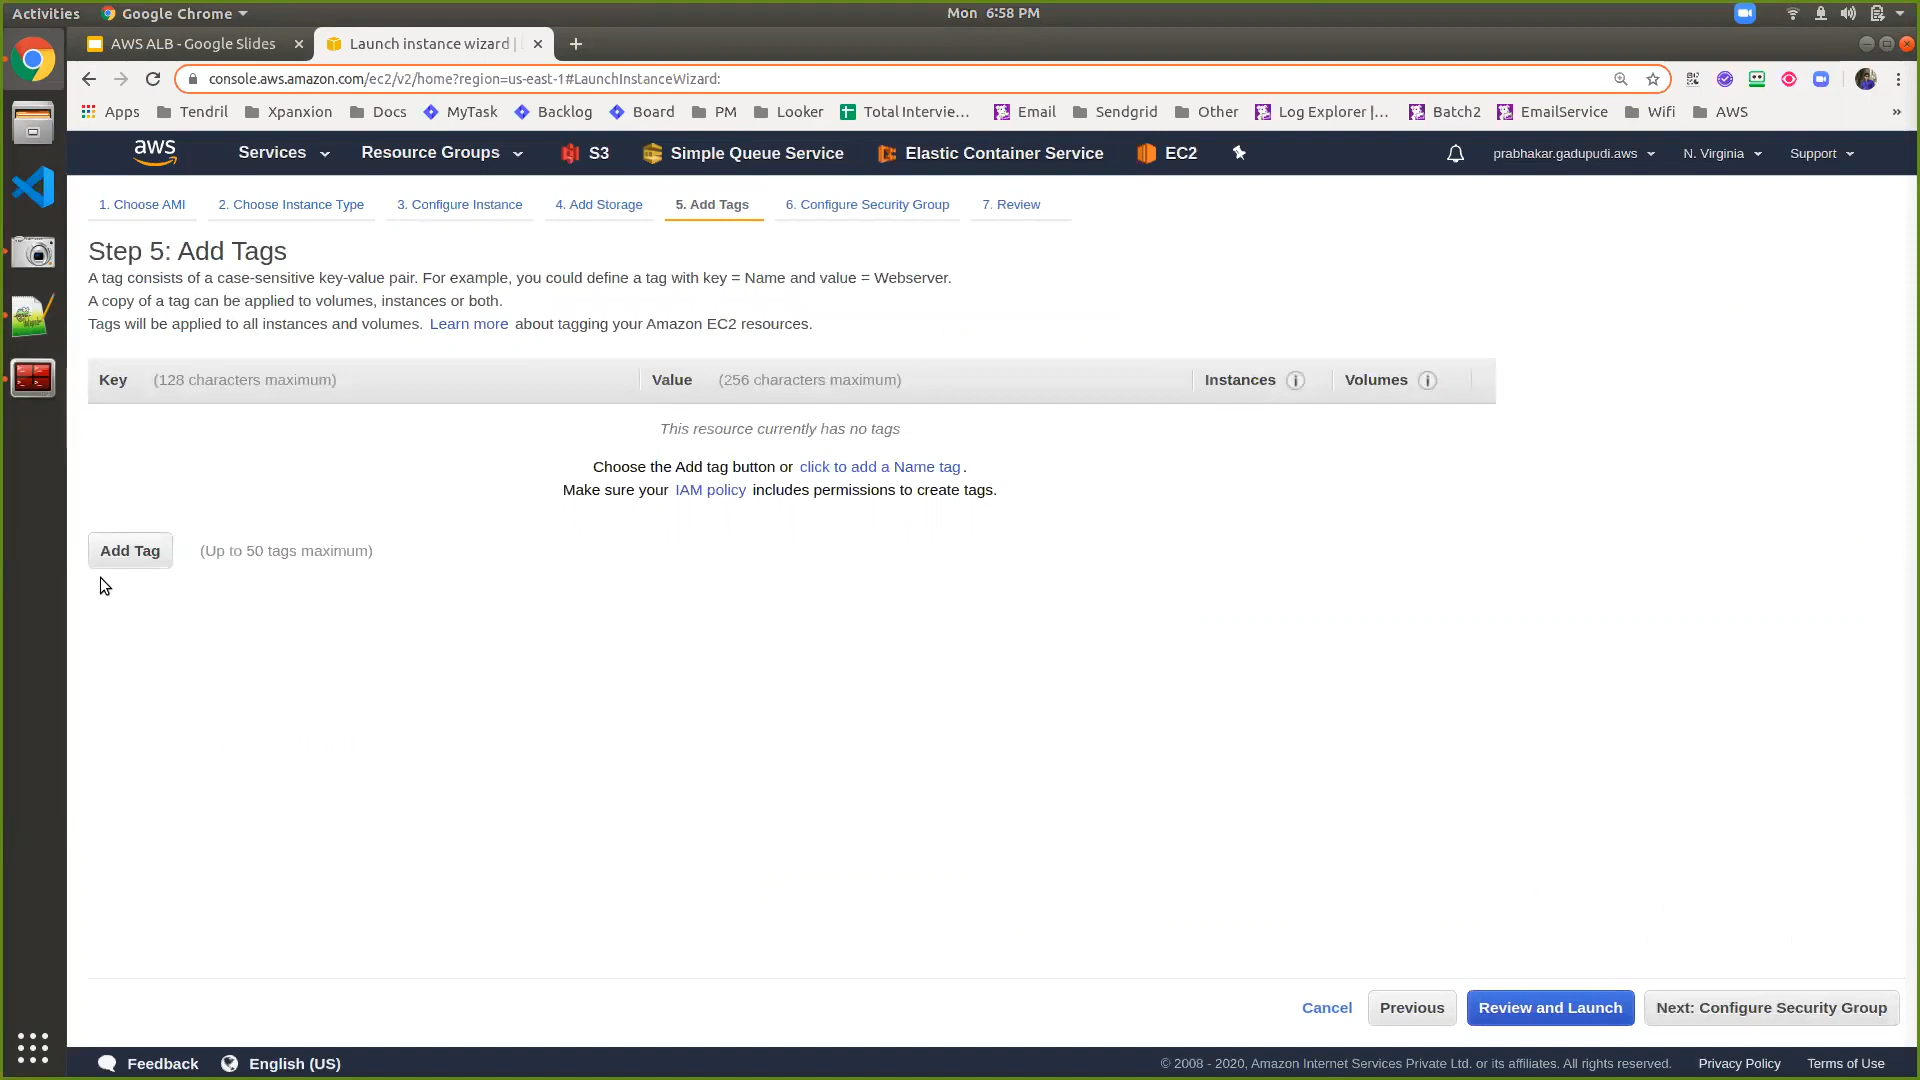 Activities Google Chrome Mon 6:58 PM
AWS ALB - Google Slides Launch instance wizard |
console.aws.amazon.com/ec2/v2/home?region=us-east-1#LaunchInstanceWizard:
Apps Tendril Xpanxion Docs MyTask Backlog Board PM Looker Total Intervie... Email Sendgrid Other Log Explorer |... Batch2 EmailService Wifi AWS »
aws Services Resource Groups S3 Simple Queue Service Elastic Container Service EC2 prabhakar.gadupudi.aws N. Virginia Support
1. Choose AMI 2. Choose Instance Type 3. Configure Instance 4. Add Storage 5. Add Tags 6. Configure Security Group 7. Review
Step 5: Add Tags
A tag consists of a case-sensitive key-value pair. For example, you could define a tag with key = Name and value = Webserver.
A copy of a tag can be applied to volumes, instances or both.
Tags will be applied to all instances and volumes. Learn more about tagging your Amazon EC2 resources.
Key (128 characters maximum) Value (256 characters maximum) Instances i Volumes i
This resource currently has no tags
Choose the Add tag button or click to add a Name tag.
Make sure your IAM policy includes permissions to create tags.
Add Tag (Up to 50 tags maximum)
Cancel Previous Review and Launch Next: Configure Security Group
Feedback English (US) © 2008 - 2020, Amazon Internet Services Private Ltd. or its affiliates. All rights reserved. Privacy Policy Terms of Use